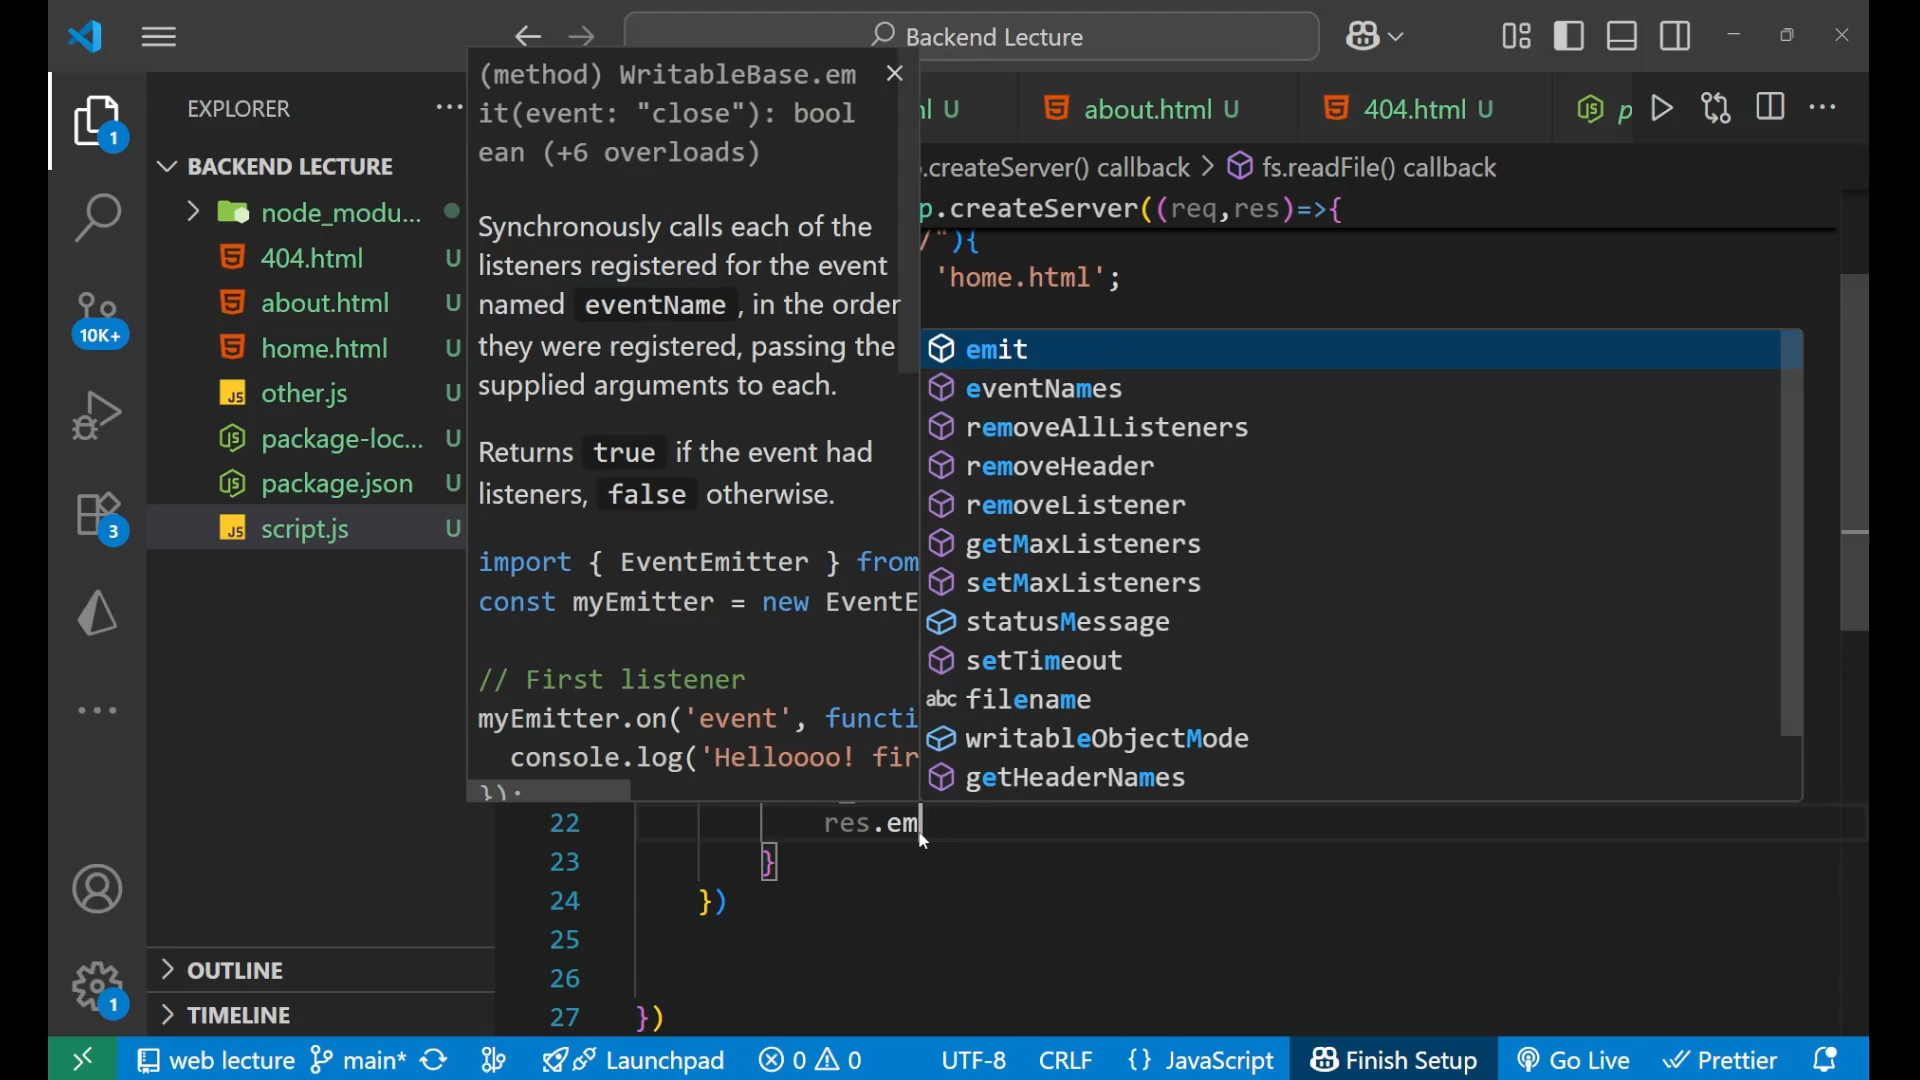 Backend Lecture
EXPLORER
BACKEND LECTURE
node_modu...
404.html U
about.html U
home.html U
other.js U
package-loc... U
package.json U
script.js U
OUTLINE
TIMELINE
1
10K+
3
1
(method) WritableBase.em
it(event: "close"): bool
ean (+6 overloads)
Synchronously calls each of the
listeners registered for the event
named eventName , in the order
they were registered, passing the
supplied arguments to each.
Returns true if the event had
listeners, false otherwise.
import { EventEmitter } from
const myEmitter = new EventE
// First listener
myEmitter.on('event', functi
console.log('Helloooo! fir
});
U
about.html U
404.html U
p
.createServer() callback > fs.readFile() callback
p.createServer((req,res)=>{
/"){
'home.html';
emit
eventNames
removeAllListeners
removeHeader
removeListener
getMaxListeners
setMaxListeners
statusMessage
setTimeout
abc filename
writableObjectMode
getHeaderNames
22 res.em
23 }
24 })
25
26
27 })
web lecture main* Launchpad 0 0 UTF-8 CRLF {} JavaScript Finish Setup Go Live Prettier